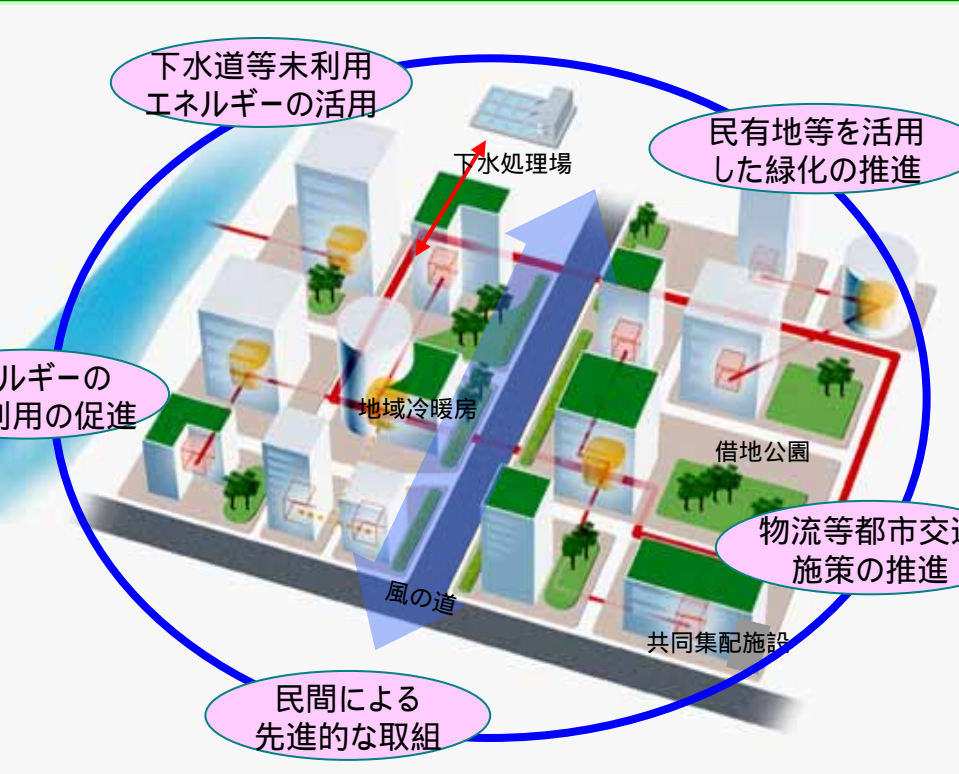 下水道等未利用
エネルギーの活用
民有地等を活用
した緑化の推進
下水処理場
ルギーの
利用の促進
地域冷暖房
借地公園
物流等都市交通
施策の推進
風の道
共同集配施設
民間による
先進的な取組